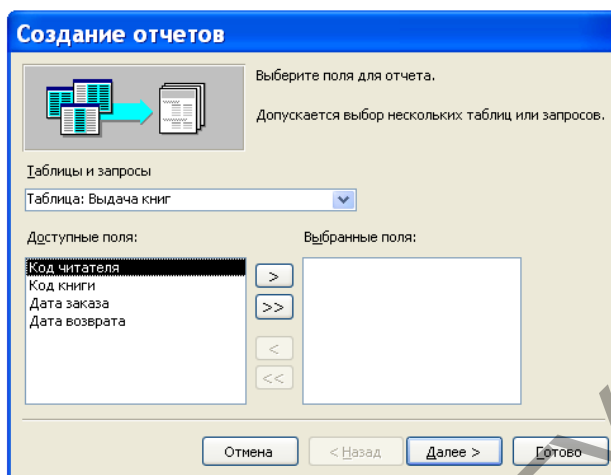 Создание отчетов
Выберите поля для отчета.
Допускается выбор нескольких таблиц или запросов.
Таблицы и запросы
Таблица: Выдача книг
Доступные поля:
Выбранные поля:
Код читателя
Код книги
Дата заказа
Дата возврата
>
>>
<
<<
Отмена
< Назад
Далее >
Готово